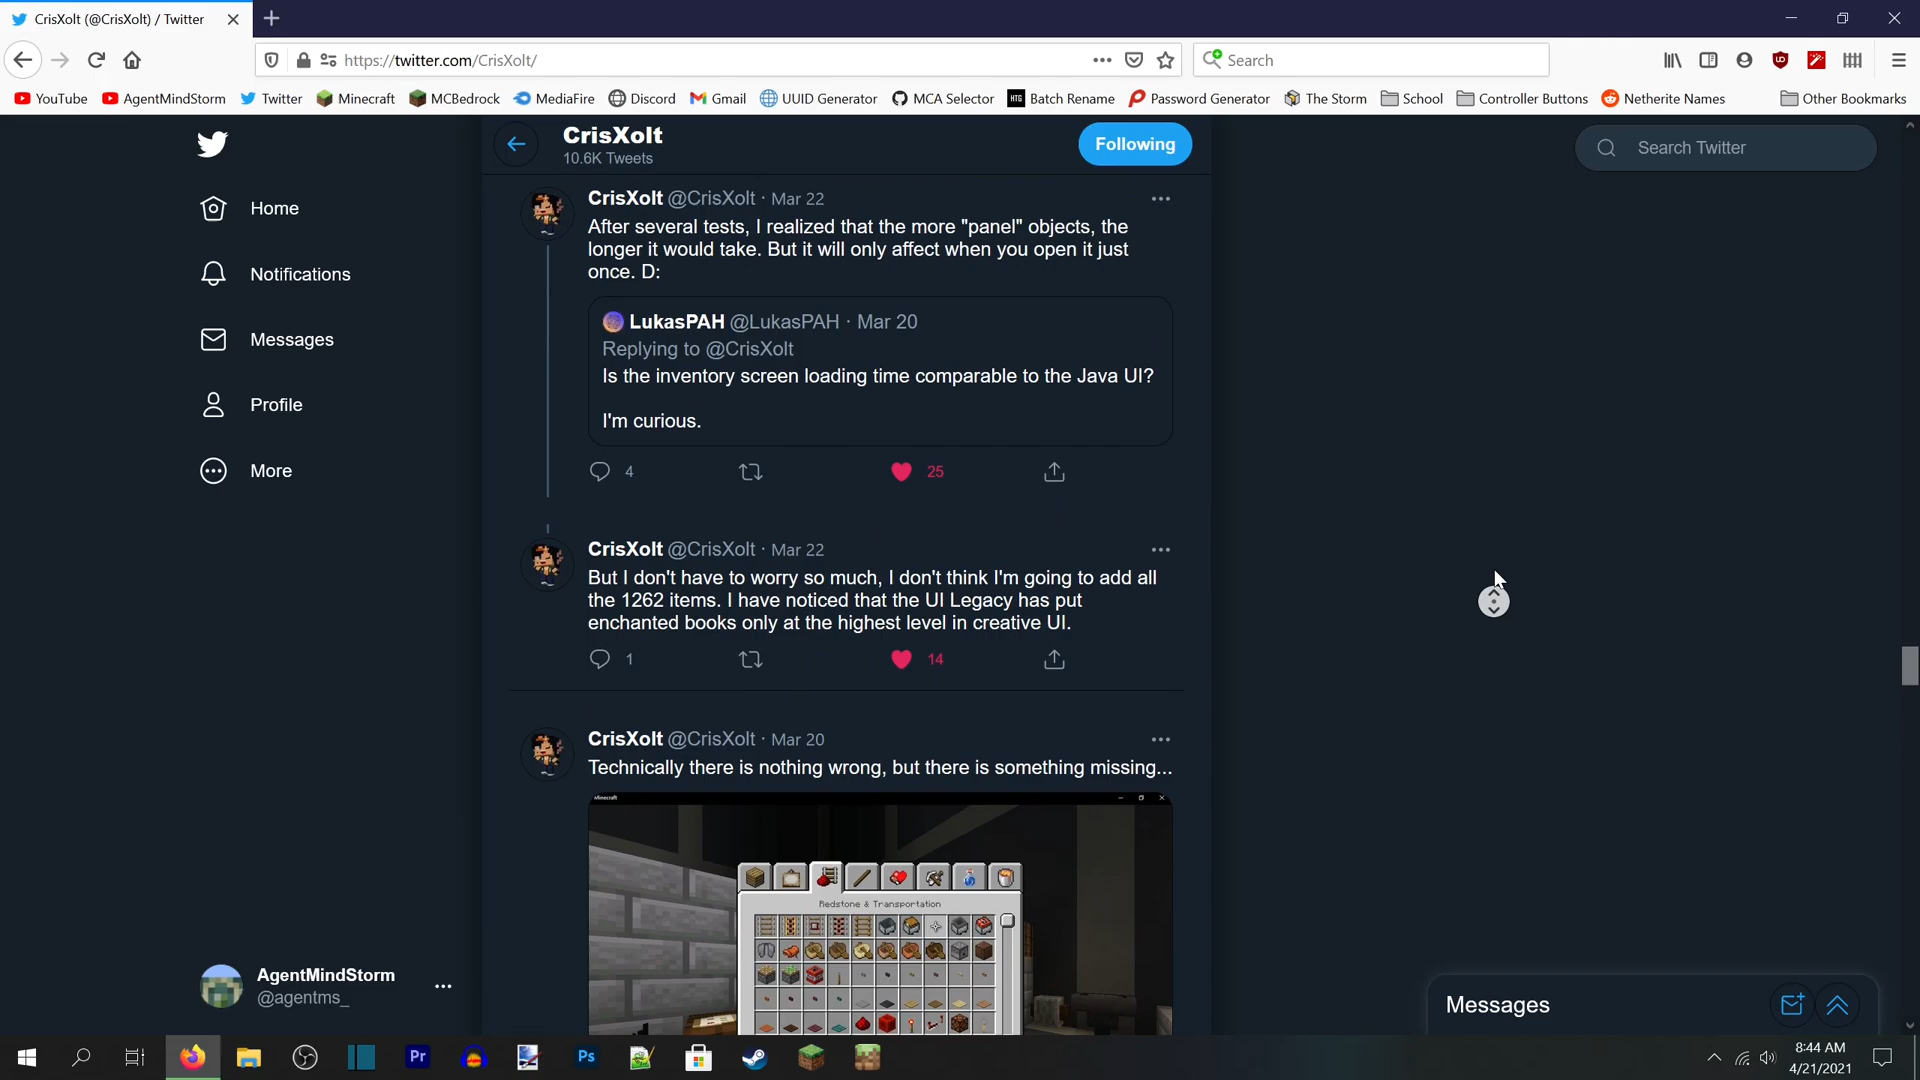 CrisXolt (@CrisXolt) / Twitter
https://twitter.com/CrisXolt/
Search
YouTube
AgentMindStorm
Twitter
Minecraft
MCBedrock
MediaFire
Discord
Gmail
UUID Generator
MCA Selector
HTG
Batch Rename
Password Generator
The Storm
School
Controller Buttons
Netherite Names
Other Bookmarks
CrisXolt
10.6K Tweets
Following
Search Twitter
Home
Notifications
Messages
Profile
More
CrisXolt @CrisXolt · Mar 22
After several tests, I realized that the more "panel" objects, the
longer it would take. But it will only affect when you open it just
once. D:
LukasPAH @LukasPAH · Mar 20
Replying to @CrisXolt
Is the inventory screen loading time comparable to the Java UI?
I'm curious.
4
25
CrisXolt @CrisXolt · Mar 22
But I don't have to worry so much, I don't think I'm going to add all
the 1262 items. I have noticed that the UI Legacy has put
enchanted books only at the highest level in creative UI.
1
14
CrisXolt @CrisXolt · Mar 20
Technically there is nothing wrong, but there is something missing...
Minecraft
Redstone & Transportation
AgentMindStorm
@agentms_
Messages
Pr
Ps
8:44 AM
4/21/2021